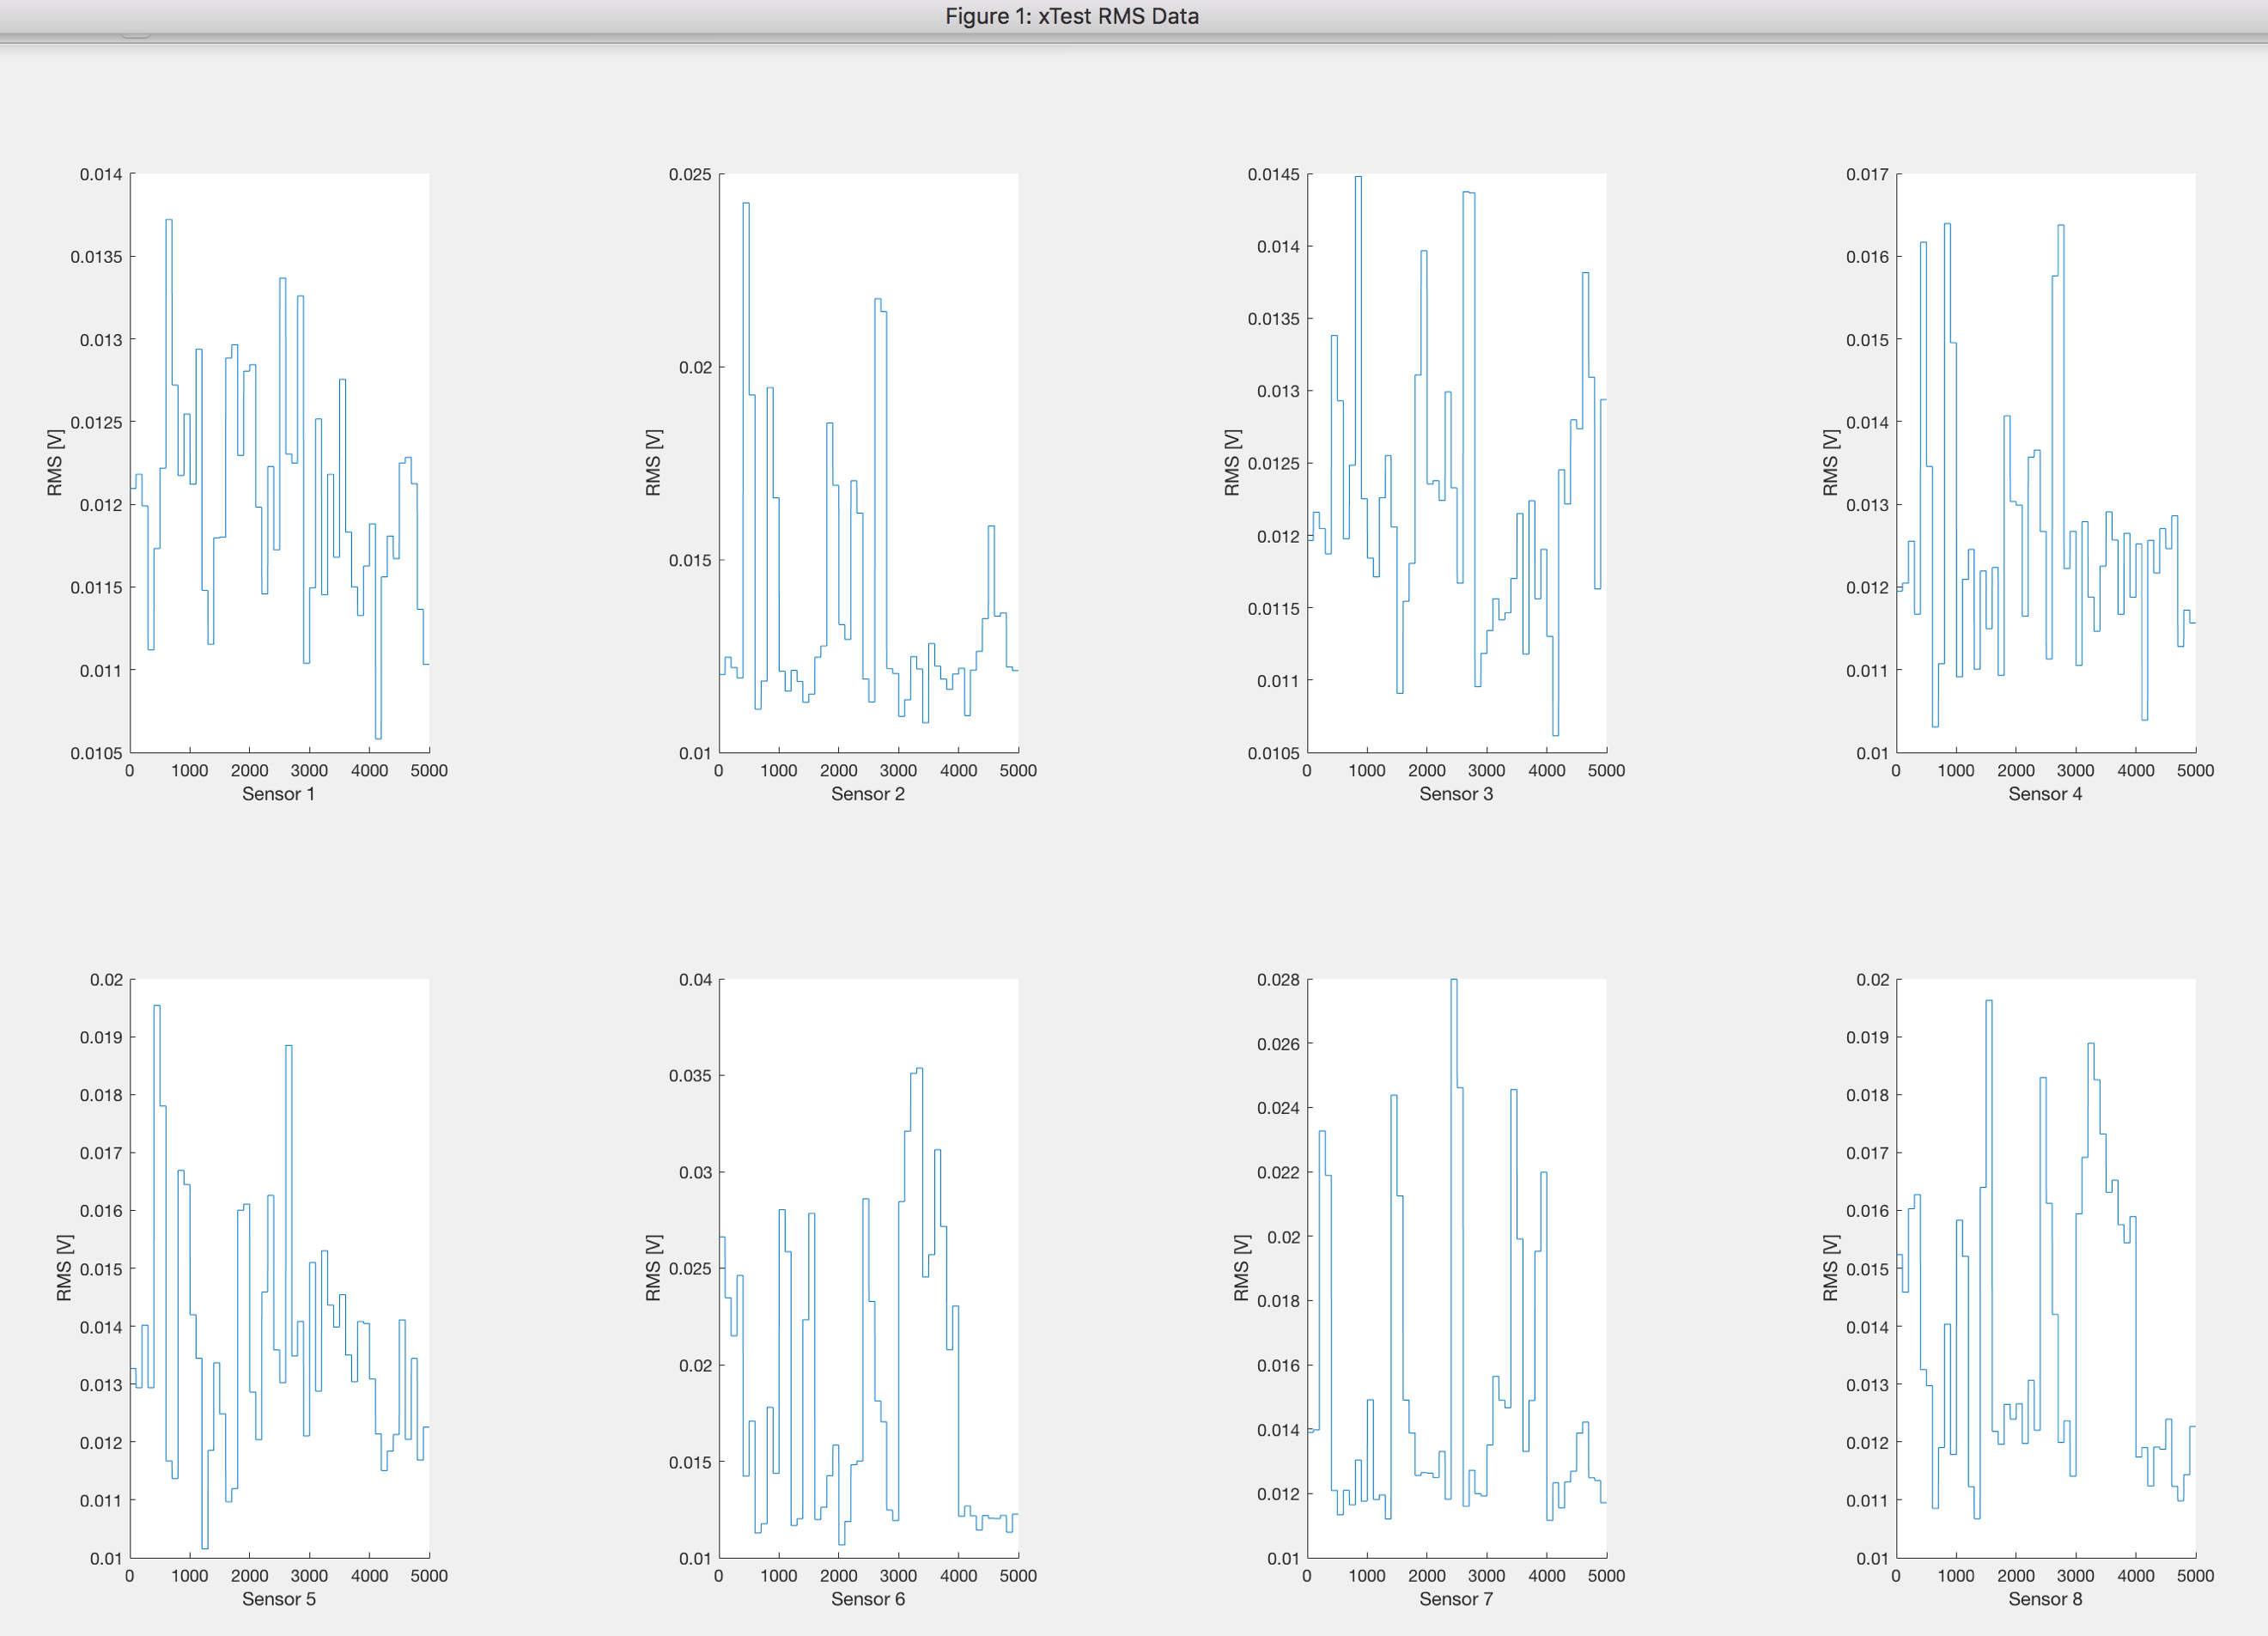 Figure 1: xTest RMS Data
0.014
0.0135
0.013
0.0125
0.012
0.0115
0.011
0.0105
RMS [V]
0 1000 2000 3000 4000 5000
Sensor 1
0.025
0.02
0.015
0.01
RMS [V]
0 1000 2000 3000 4000 5000
Sensor 2
0.0145
0.014
0.0135
0.013
0.0125
0.012
0.0115
0.011
0.0105
RMS [V]
0 1000 2000 3000 4000 5000
Sensor 3
0.017
0.016
0.015
0.014
0.013
0.012
0.011
0.01
RMS [V]
0 1000 2000 3000 4000 5000
Sensor 4
0.02
0.019
0.018
0.017
0.016
0.015
0.014
0.013
0.012
0.011
0.01
RMS [V]
0 1000 2000 3000 4000 5000
Sensor 5
0.04
0.035
0.03
0.025
0.02
0.015
0.01
RMS [V]
0 1000 2000 3000 4000 5000
Sensor 6
0.028
0.026
0.024
0.022
0.02
0.018
0.016
0.014
0.012
0.01
RMS [V]
0 1000 2000 3000 4000 5000
Sensor 7
0.02
0.019
0.018
0.017
0.016
0.015
0.014
0.013
0.012
0.011
0.01
RMS [V]
0 1000 2000 3000 4000 5000
Sensor 8